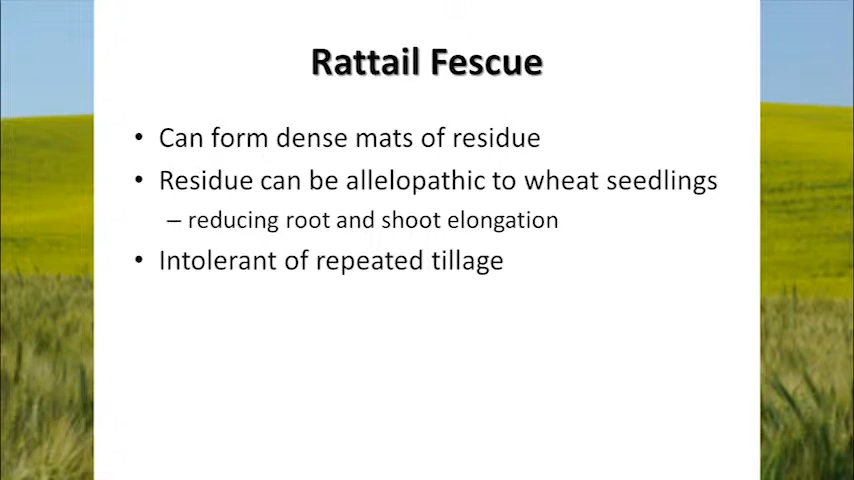 Rattail Fescue
• Can form dense mats of residue
• Residue can be allelopathic to wheat seedlings
– reducing root and shoot elongation
• Intolerant of repeated tillage